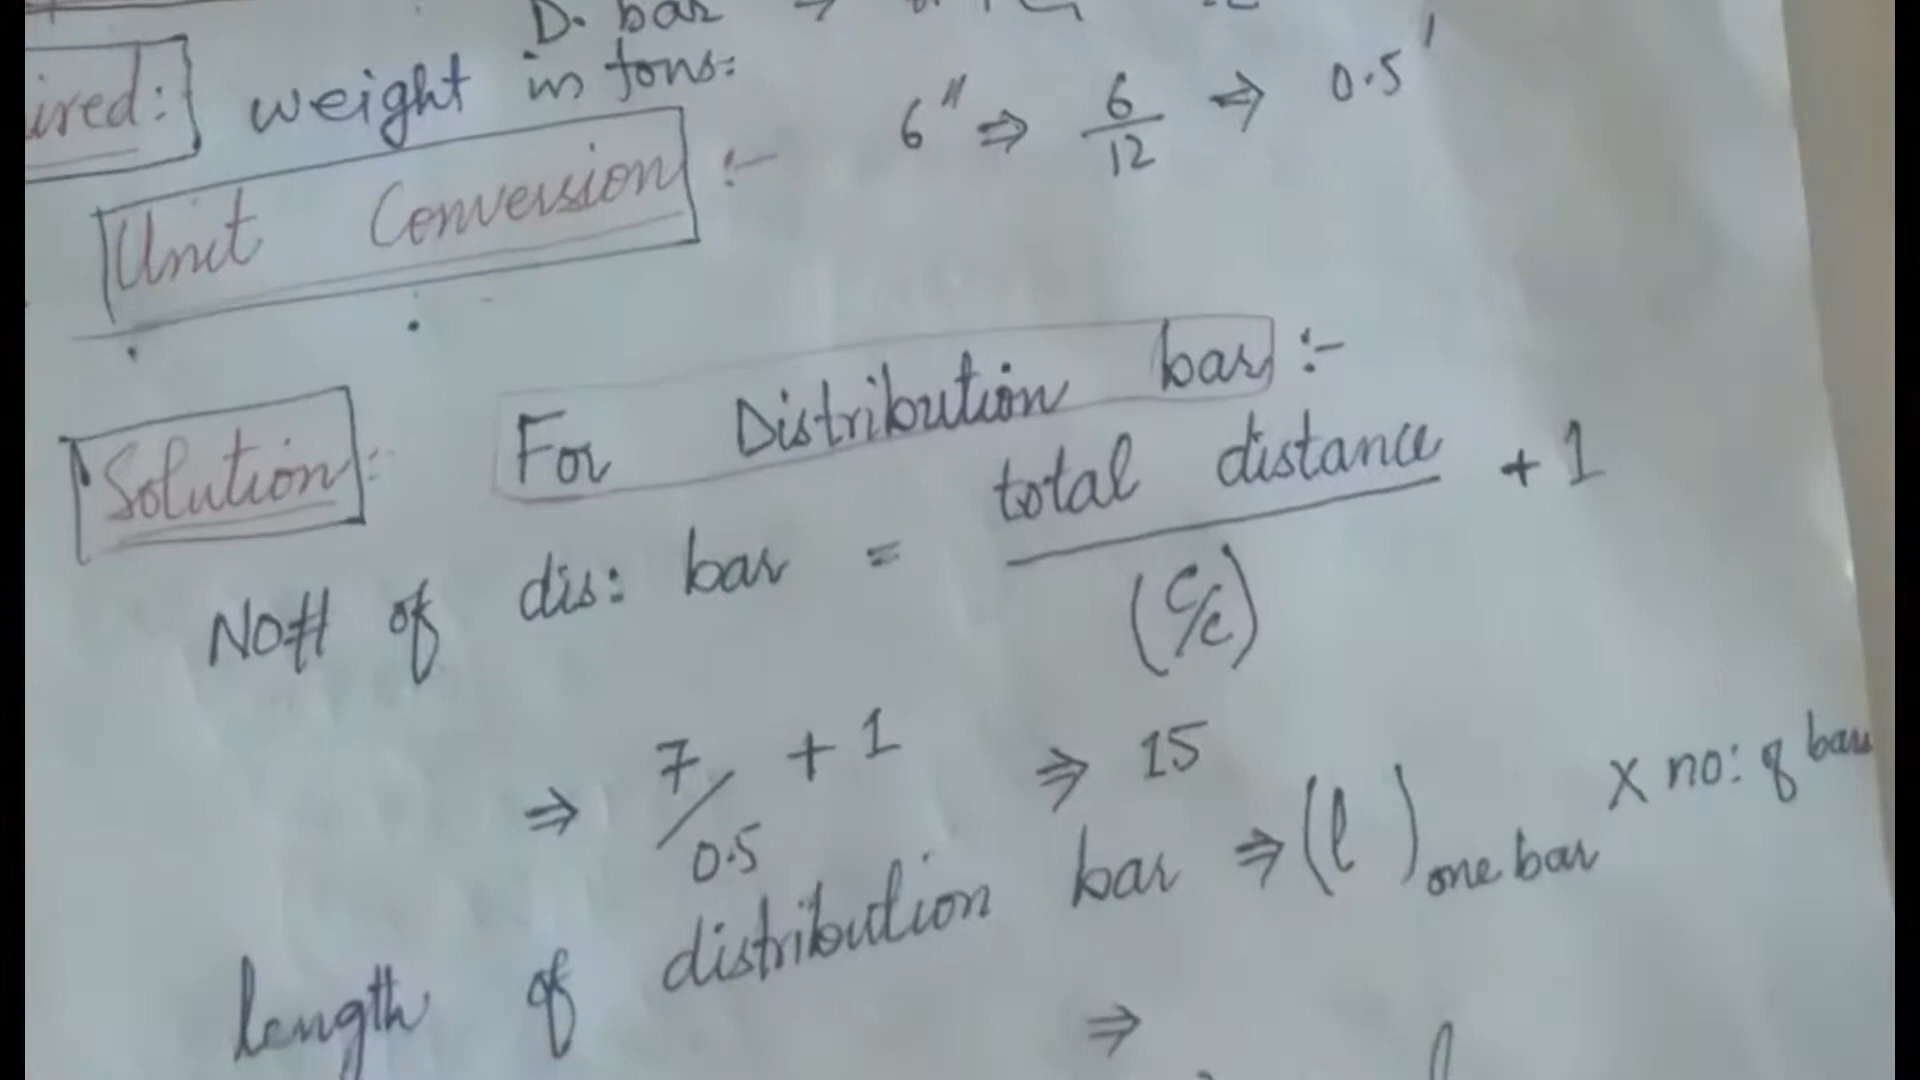 D. bar ⇒
ired: weight in tons:
Unit Conversion :- 6" ⇒ 6/12 ⇒ 0.5'
Solution: For Distribution bar :-
No# of dis: bar = total distance / (c/c) + 1
⇒ 7/0.5 + 1 ⇒ 15
length of distribution bar ⇒ (l) one bar X no: of bar
⇒